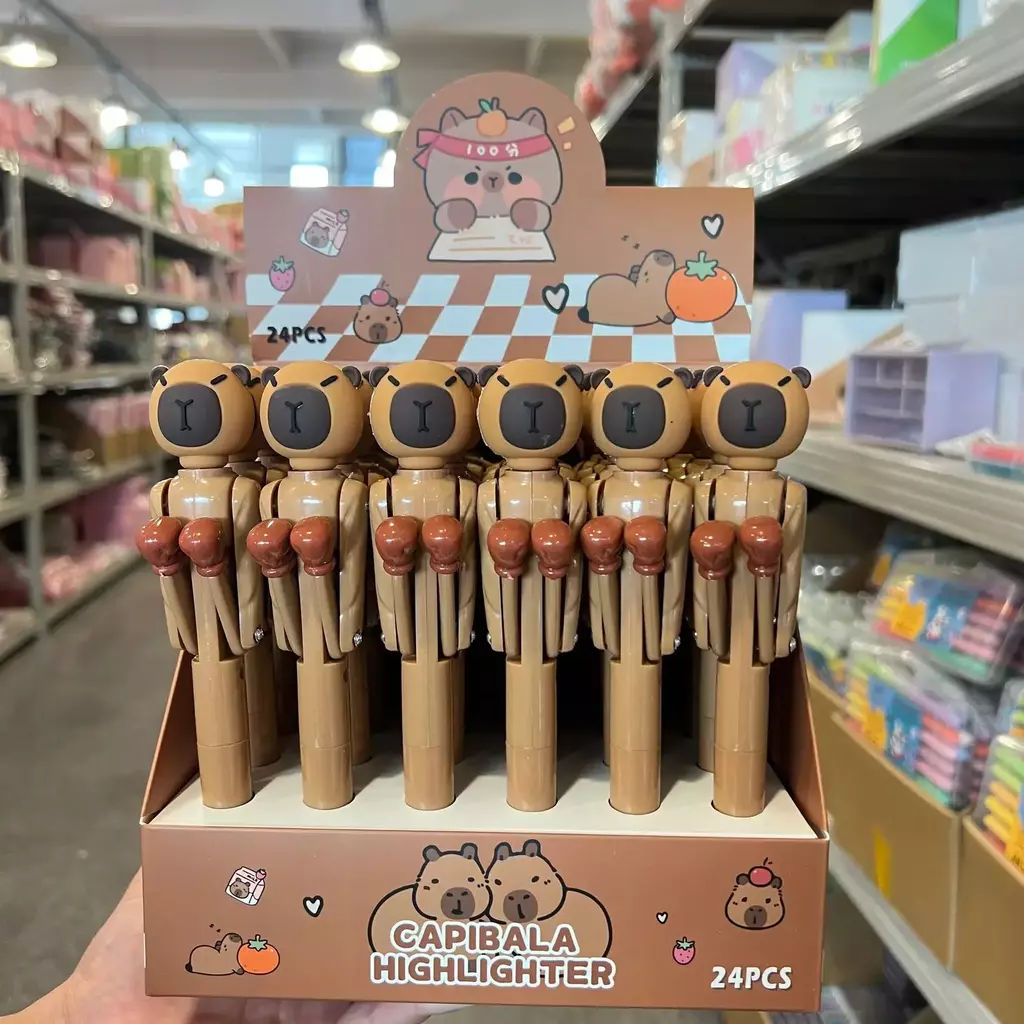 100分
24PCS
CAPIBALA
HIGHLIGHTER
24PCS